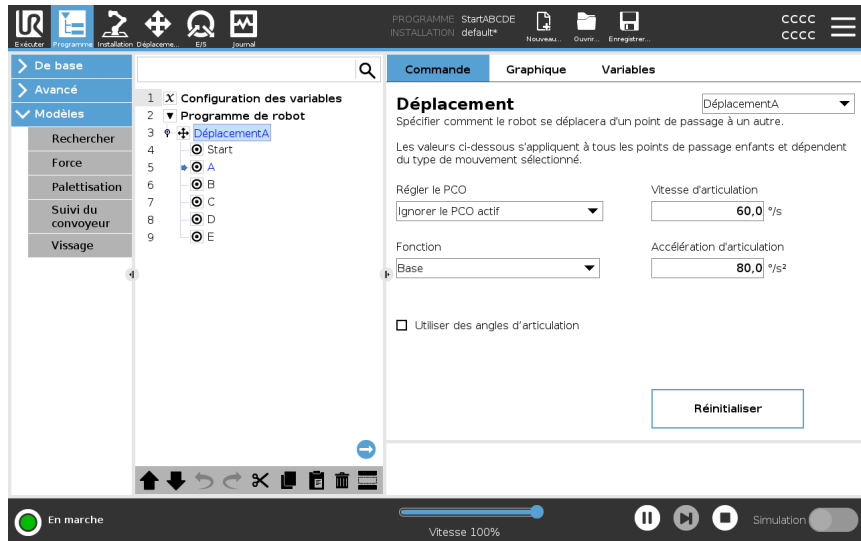 UR
Exécuter
Programme
Installation
Déplaceme...
E/S
Journal
PROGRAMME StartABCDE
INSTALLATION default*
Nouveau...
Ouvrir...
Enregistrer...
CCCC
CCCC
De base
Avancé
Modèles
Rechercher
Force
Palettisation
Suivi du
convoyeur
Vissage
1 X Configuration des variables
2 Programme de robot
3 DéplacementA
4 Start
5 A
6 B
7 C
8 D
9 E
Commande Graphique Variables
Déplacement
DéplacementA
Spécifier comment le robot se déplacera d'un point de passage à un autre.
Les valeurs ci-dessous s'appliquent à tous les points de passage enfants et dépendent
du type de mouvement sélectionné.
Régler le PCO
Vitesse d'articulation
Ignorer le PCO actif
60,0 °/s
Fonction
Accélération d'articulation
Base
80,0 °/s²
Utiliser des angles d'articulation
Réinitialiser
En marche
Vitesse 100%
Simulation